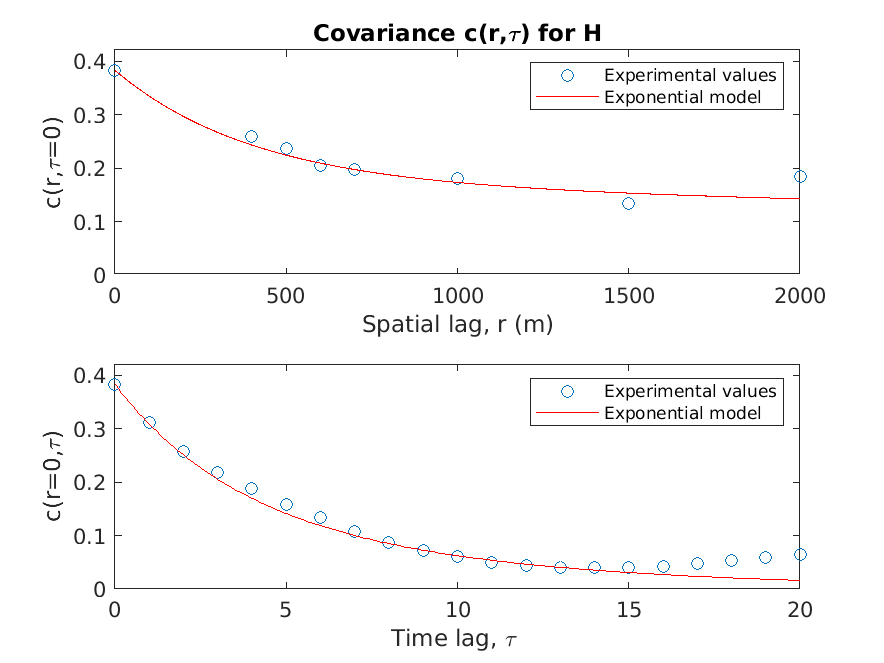 Covariance c(r,τ) for H
c(r,τ=0)
0.4
0.3
0.2
0.1
0
Experimental values
Exponential model
0 500 1000 1500 2000
Spatial lag, r (m)
c(r=0,τ)
0.4
0.3
0.2
0.1
0
Experimental values
Exponential model
0 5 10 15 20
Time lag, τ